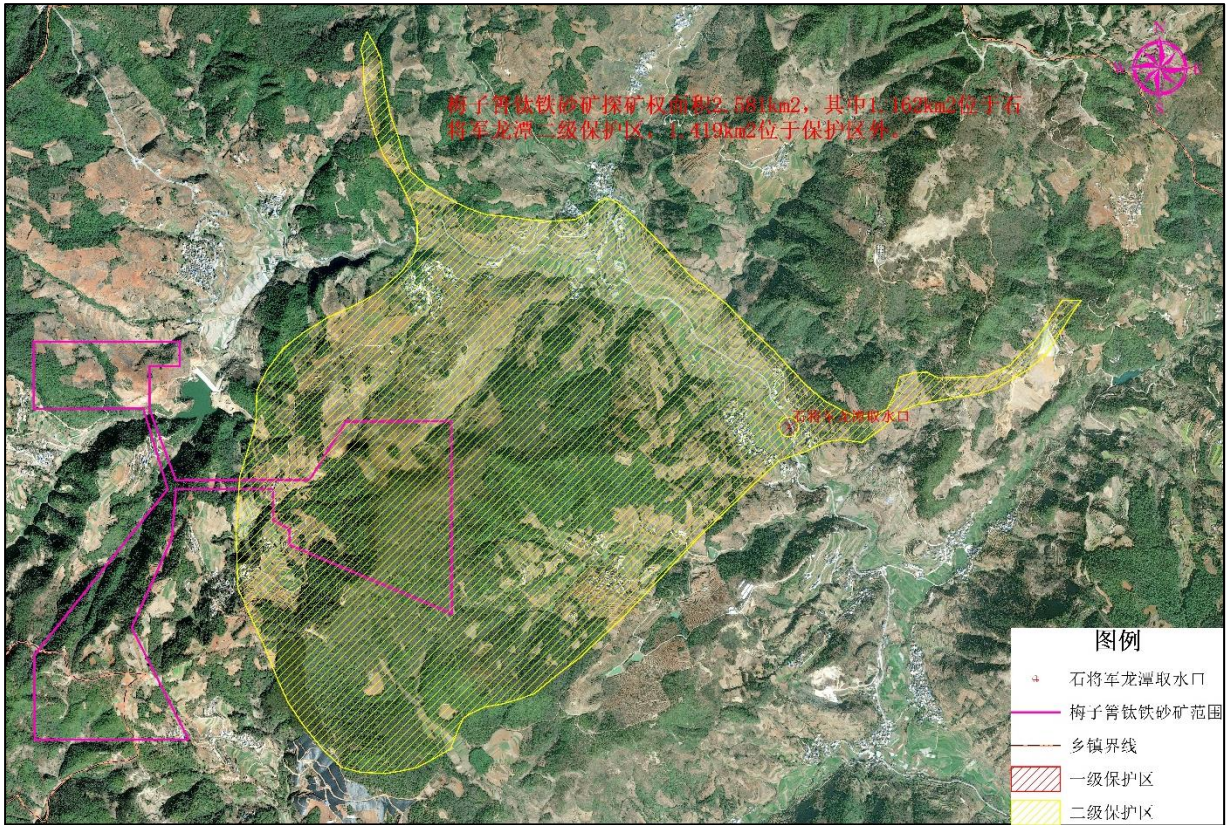 N
梅子箐钛铁砂矿探矿权面积2.581km2，其中1.162km2位于石
将军龙潭二级保护区，1.419km2位于保护区外。
石将军龙潭取水口
图例
石将军龙潭取水口
梅子箐钛铁砂矿范围
乡镇界线
一级保护区
二级保护区